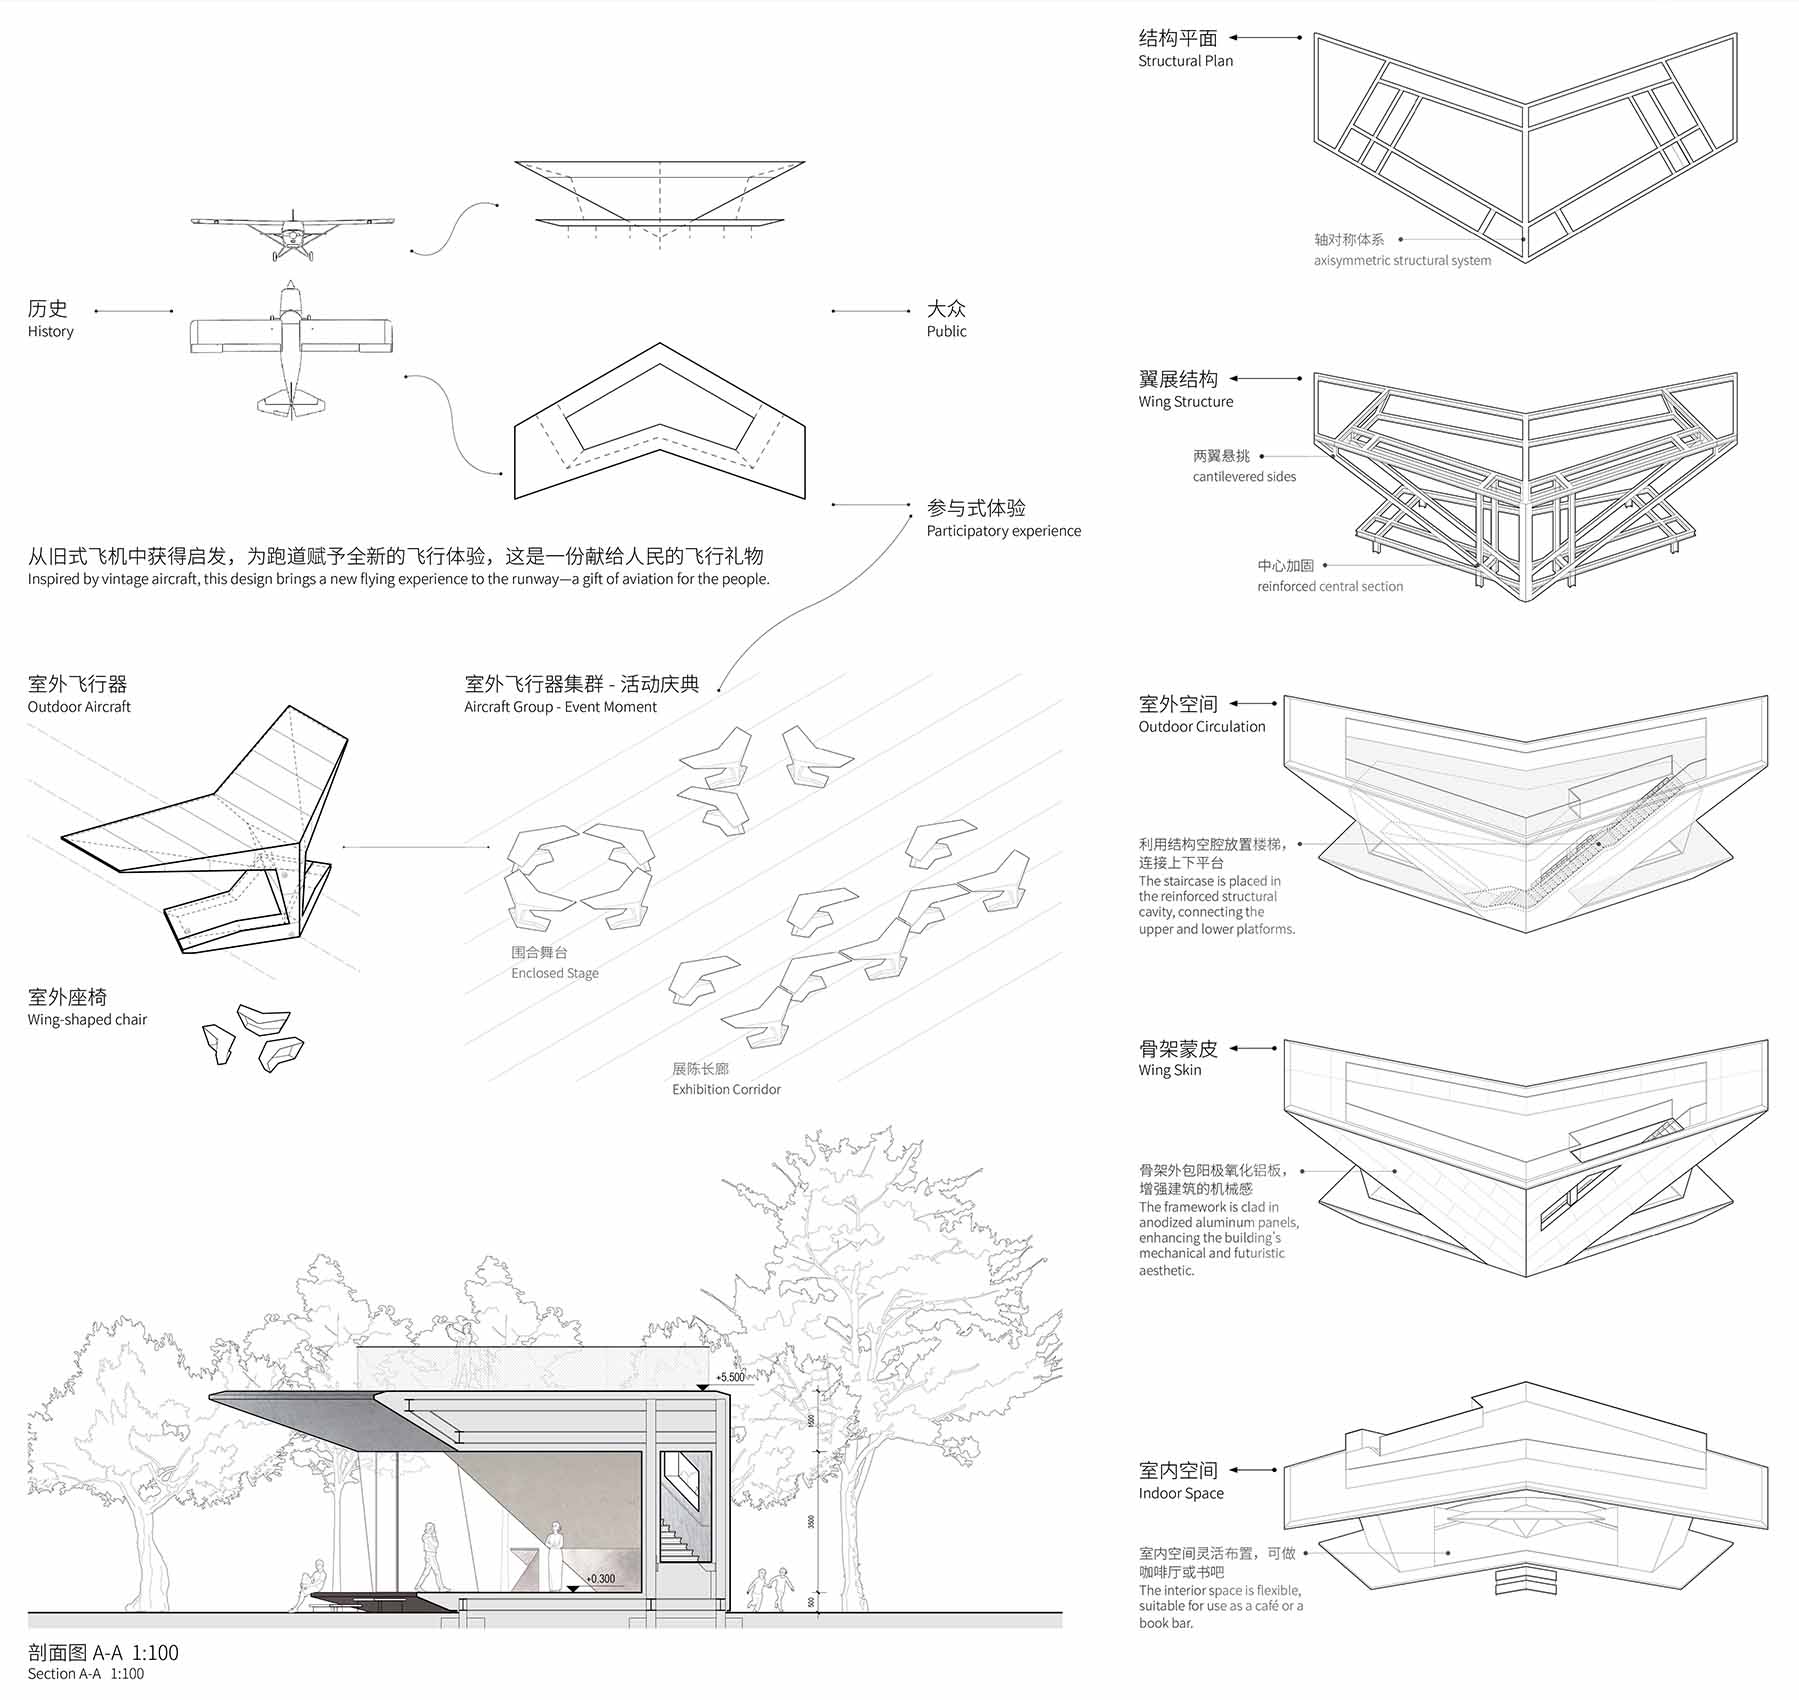 历史
History
大众
Public
参与式体验
Participatory experience
从旧式飞机中获得启发，为跑道赋予全新的飞行体验，这是一份献给人民的飞行礼物
Inspired by vintage aircraft, this design brings a new flying experience to the runway—a gift of aviation for the people.
室外飞行器
Outdoor Aircraft
室外飞行器集群 - 活动庆典
Aircraft Group - Event Moment
围合舞台
Enclosed Stage
展陈长廊
Exhibition Corridor
室外座椅
Wing-shaped chair
+5.500
1500
3500
+0.300
500
剖面图 A-A 1:100
Section A-A 1:100
结构平面
Structural Plan
轴对称体系
axisymmetric structural system
翼展结构
Wing Structure
两翼悬挑
cantilevered sides
中心加固
reinforced central section
室外空间
Outdoor Circulation
利用结构空腔放置楼梯，
连接上下平台
The staircase is placed in
the reinforced structural
cavity, connecting the
upper and lower platforms.
骨架蒙皮
Wing Skin
骨架外包阳极氧化铝板，
增强建筑的机械感
The framework is clad in
anodized aluminum panels,
enhancing the building's
mechanical and futuristic
aesthetic.
室内空间
Indoor Space
室内空间灵活布置，可做
咖啡厅或书吧
The interior space is flexible,
suitable for use as a café or a
book bar.